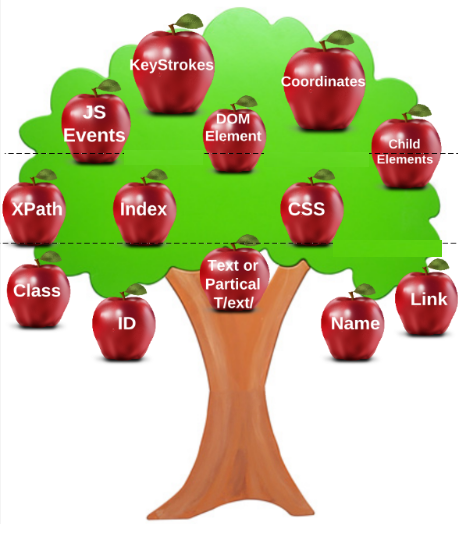 KeyStrokes
Coordinates
JS
Events
DOM
Element
Child
Elements
XPath
Index
CSS
Class
Text or
Partical
T/ext/
Link
ID
Name